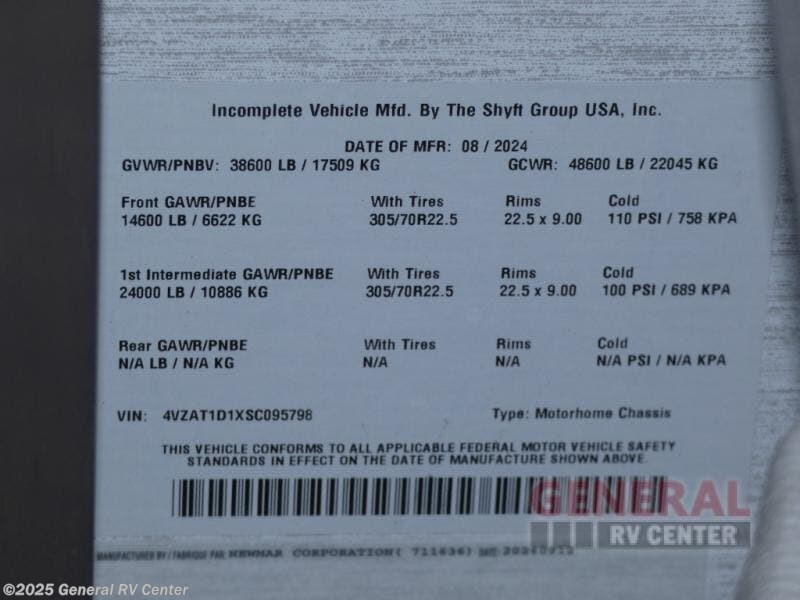 Incomplete Vehicle Mfd. By The Shyft Group USA, Inc.
DATE OF MFR: 08 / 2024
GVWR/PNBV: 38600 LB / 17509 KG GCWR: 48600 LB / 22045 KG
Front GAWR/PNBE With Tires Rims Cold
14600 LB / 6622 KG 305/70R22.5 22.5 x 9.00 110 PSI / 758 KPA
1st Intermediate GAWR/PNBE With Tires Rims Cold
24000 LB / 10886 KG 305/70R22.5 22.5 x 9.00 100 PSI / 689 KPA
Rear GAWR/PNBE With Tires Rims Cold
N/A LB / N/A KG N/A N/A N/A PSI / N/A KPA
VIN: 4VZAT1D1XSC095798 Type: Motorhome Chassis
THIS VEHICLE CONFORMS TO ALL APPLICABLE FEDERAL MOTOR VEHICLE SAFETY
STANDARDS IN EFFECT ON THE DATE OF MANUFACTURE SHOWN ABOVE.
GENERAL
RV CENTER
MANUFACTURED BY / FABRIQUE PAR: NEWMAR CORPORATION( 711636) DATE:
©2025 General RV Center